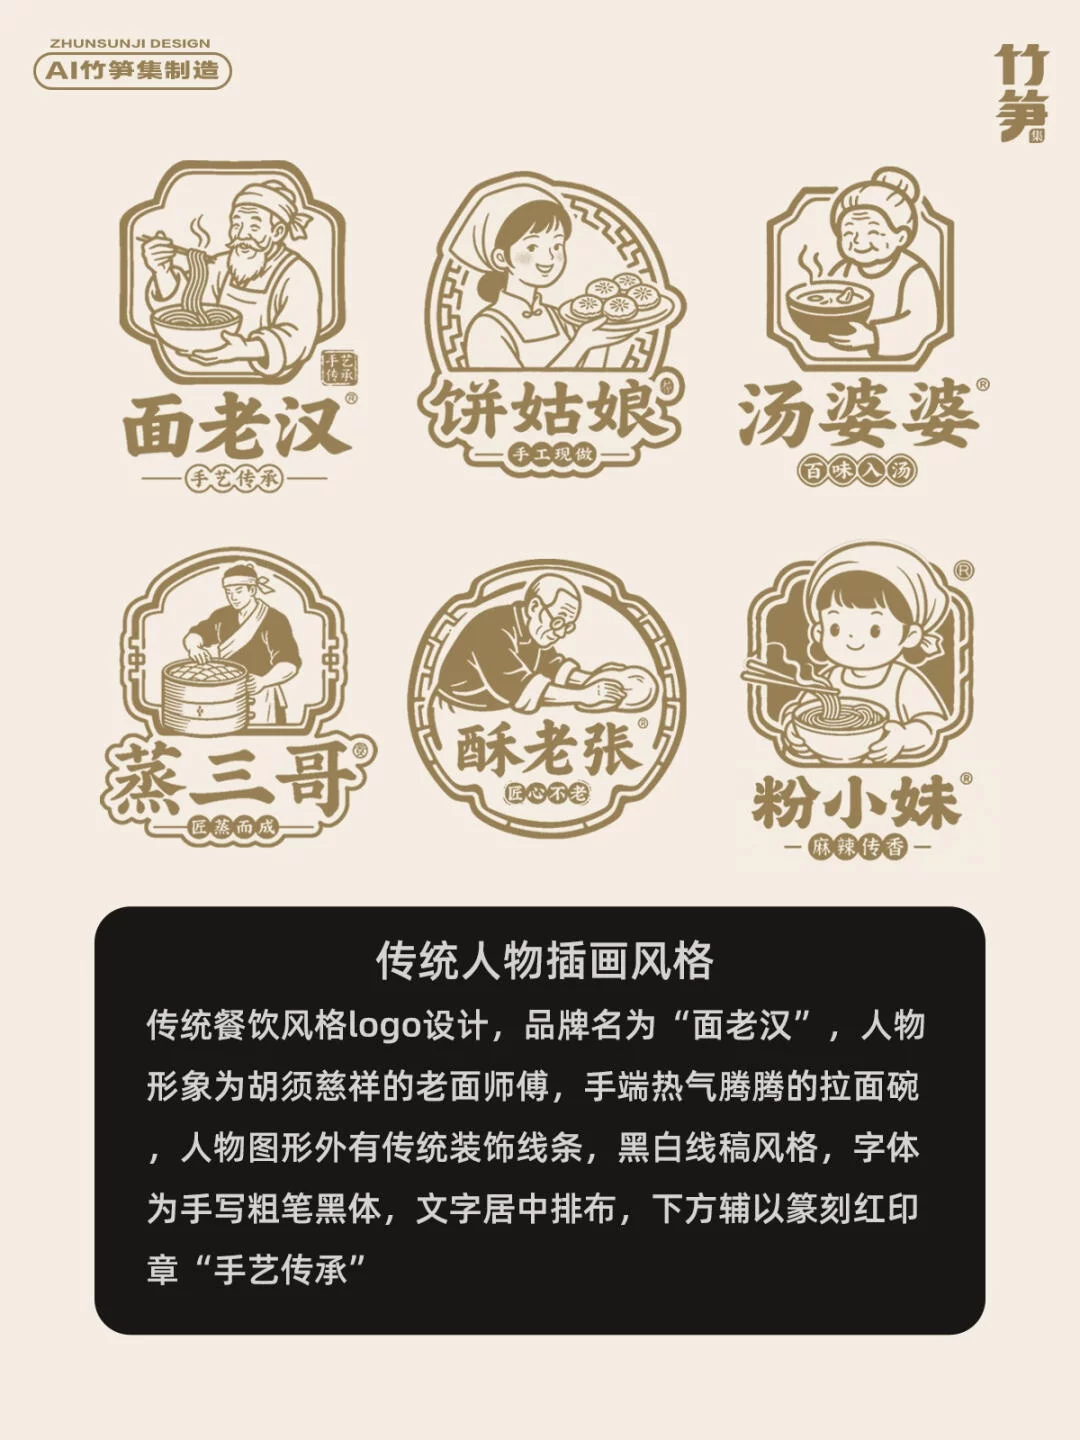 ZHUNSUNJI DESIGN
AI竹笋集制造
竹笋
集
手艺传承
面老汉®
手艺传承
饼姑娘
手工现做
汤婆婆®
百味入汤
蒸三哥
匠蒸而成
酥老张®
匠心不老
®
粉小妹®
麻辣传香
传统人物插画风格
传统餐饮风格logo设计，品牌名为“面老汉”，人物
形象为胡须慈祥的老面师傅，手端热气腾腾的拉面碗
，人物图形外有传统装饰线条，黑白线稿风格，字体
为手写粗笔黑体，文字居中排布，下方辅以篆刻红印
章“手艺传承”